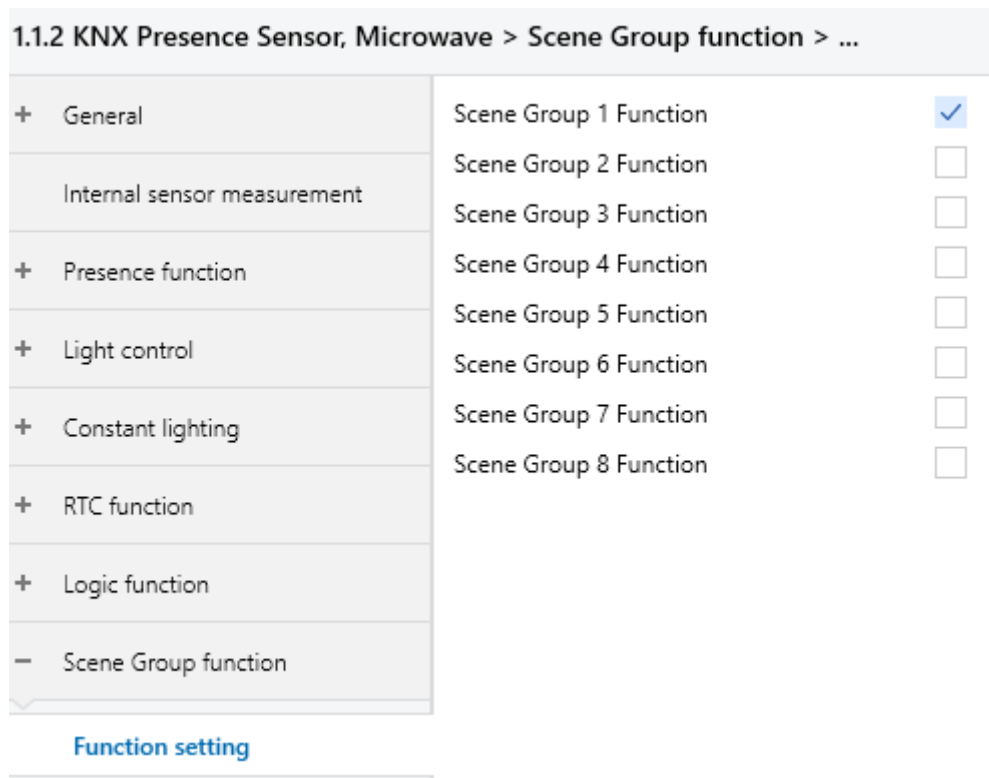 1.1.2 KNX Presence Sensor, Microwave > Scene Group function > ...
+ General
Internal sensor measurement
+ Presence function
+ Light control
+ Constant lighting
+ RTC function
+ Logic function
– Scene Group function
Function setting
Scene Group 1 Function
Scene Group 2 Function
Scene Group 3 Function
Scene Group 4 Function
Scene Group 5 Function
Scene Group 6 Function
Scene Group 7 Function
Scene Group 8 Function